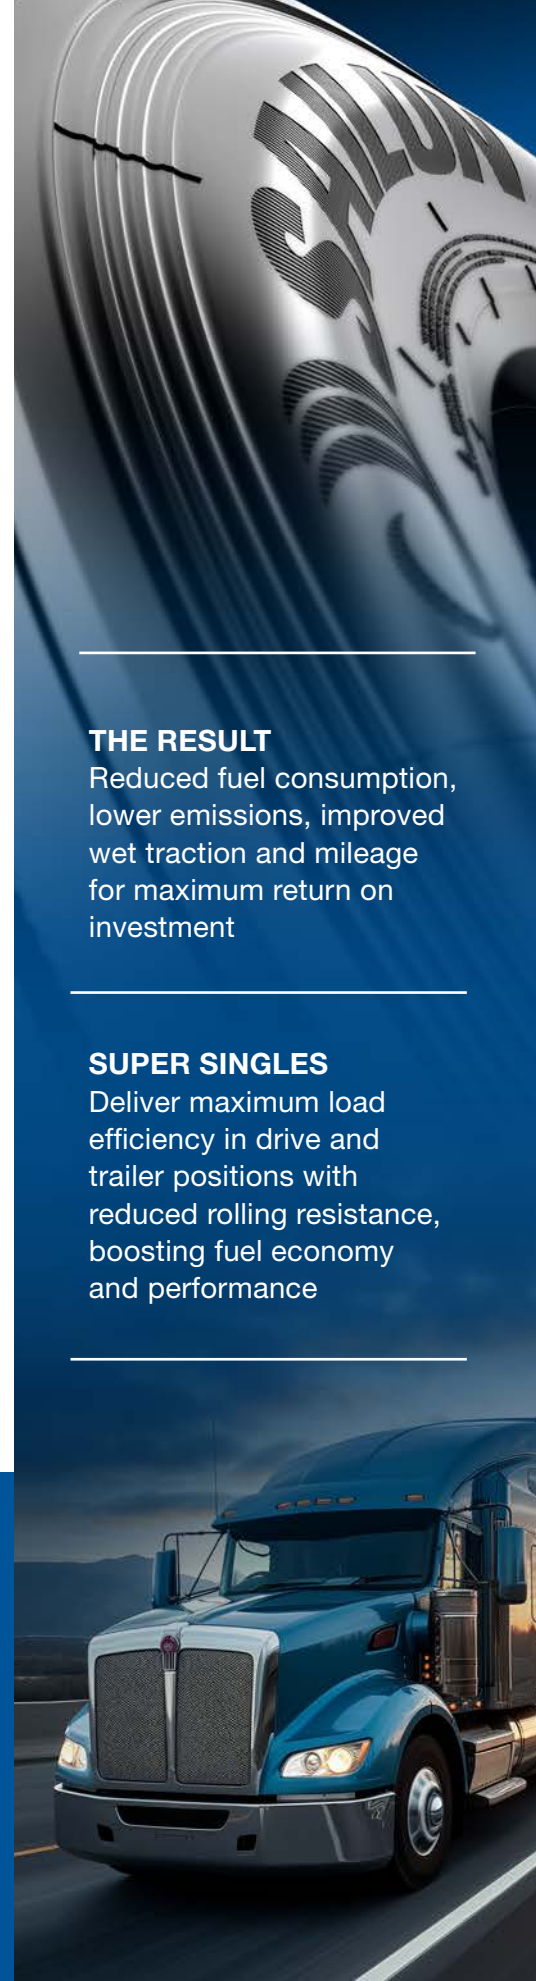 SAILUN
THE RESULT
Reduced fuel consumption,
lower emissions, improved
wet traction and mileage
for maximum return on
investment
SUPER SINGLES
Deliver maximum load
efficiency in drive and
trailer positions with
reduced rolling resistance,
boosting fuel economy
and performance